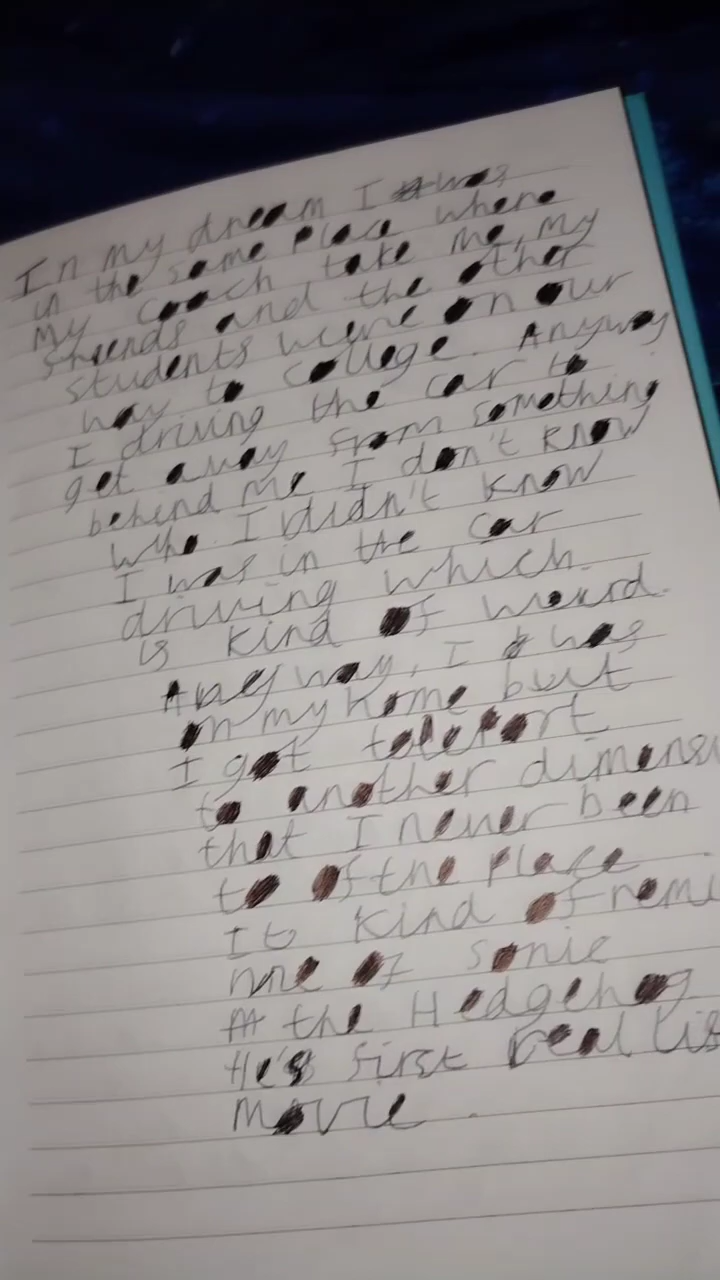 In my dream I was
in the same place where
my coach take me, my
friends and the other
students were on our
way to college. Anyway
I driving the car to
get away from something
behind me I don't know
who. I didn't know
I was in the car
driving which
is kind of weird.
Anyway, I was
in my home but
I got teleport
to another dimensi
that I never been
to of the place
It kind of remi
me of sonic
the Hedgehog
He's first real lis
movie.